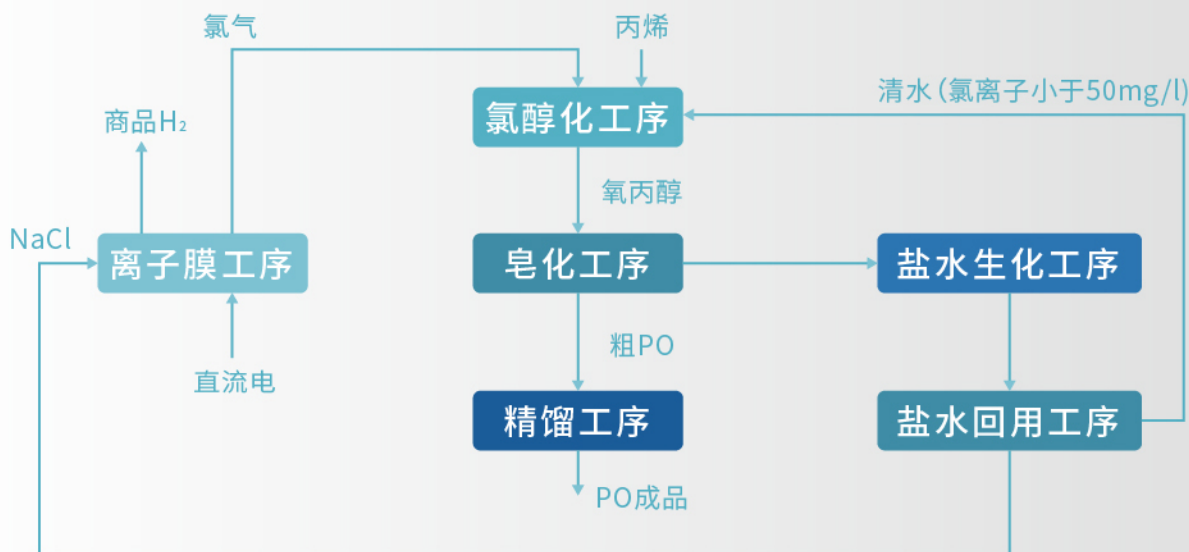 氯气
丙烯
清水(氯离子小于50mg/l)
氯醇化工序
商品H₂
氧丙醇
NaCl
离子膜工序
皂化工序
盐水生化工序
粗PO
直流电
精馏工序
盐水回用工序
PO成品